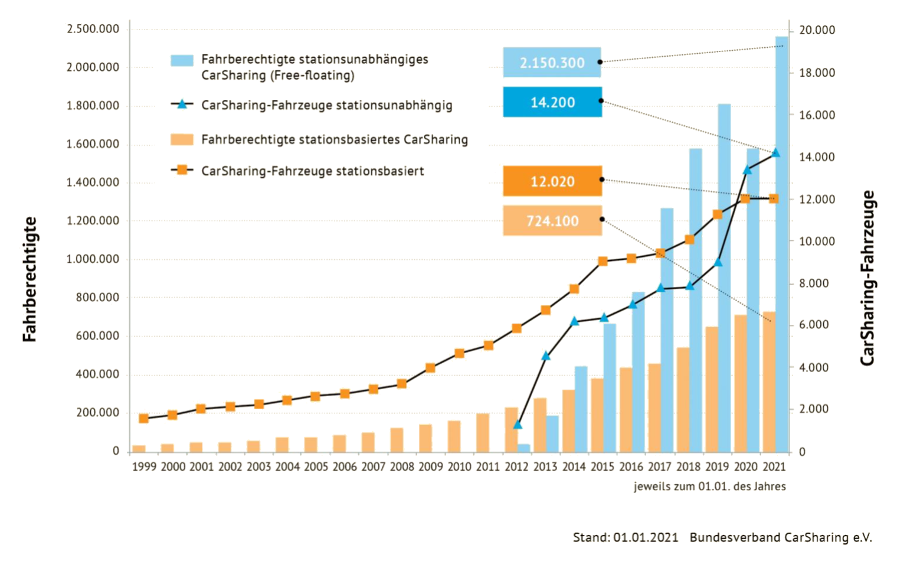 2.500.000
2.000.000
1.800.000
1.600.000
1.400.000
1.200.000
1.000.000
800.000
600.000
400.000
200.000
0
Fahrberechtigte
Fahrberechtigte stationsunabhängiges
CarSharing (Free-floating)
CarSharing-Fahrzeuge stationsunabhängig
Fahrberechtigte stationsbasiertes CarSharing
CarSharing-Fahrzeuge stationsbasiert
2.150.300
14.200
12.020
724.100
20.000
18.000
16.000
14.000
12.000
10.000
8.000
6.000
4.000
2.000
0
CarSharing-Fahrzeuge
1999 2000 2001 2002 2003 2004 2005 2006 2007 2008 2009 2010 2011 2012 2013 2014 2015 2016 2017 2018 2019 2020 2021
jeweils zum 01.01. des Jahres
Stand: 01.01.2021 Bundesverband CarSharing e.V.